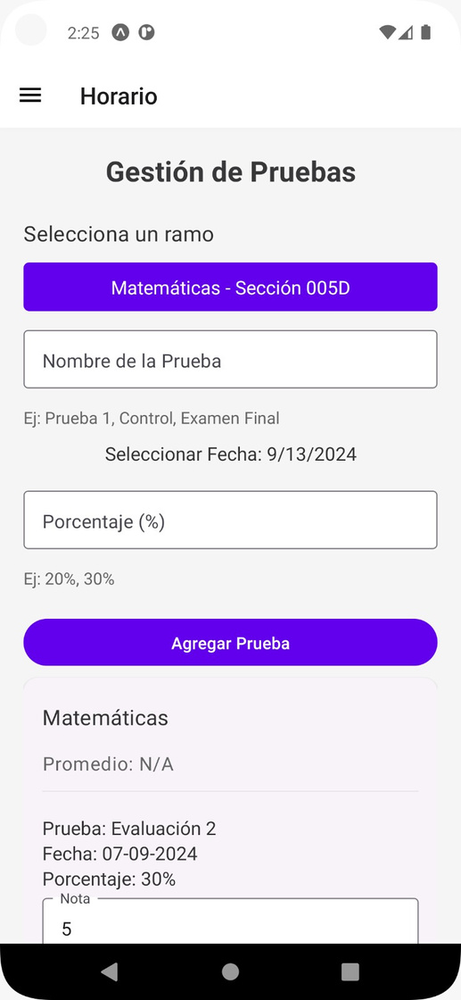 2:25
Horario
Gestión de Pruebas
Selecciona un ramo
Matemáticas - Sección 005D
Nombre de la Prueba
Ej: Prueba 1, Control, Examen Final
Seleccionar Fecha: 9/13/2024
Porcentaje (%)
Ej: 20%, 30%
Agregar Prueba
Matemáticas
Promedio: N/A
Prueba: Evaluación 2
Fecha: 07-09-2024
Porcentaje: 30%
Nota
5